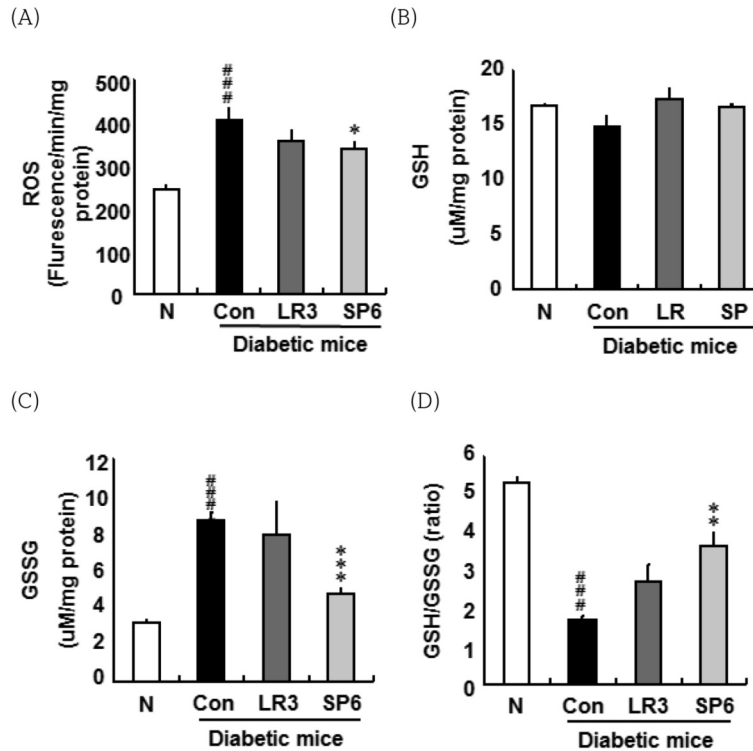 (A)
ROS
(Flurescence/min/mg
protein)
500
400
300
200
100
0
###
*
N Con LR3 SP6
Diabetic mice
(B)
GSH
(uM/mg protein)
20
15
10
5
0
N Con LR SP
Diabetic mice
(C)
GSSG
(uM/mg protein)
12
10
8
6
4
2
0
###
***
N Con LR3 SP6
Diabetic mice
(D)
GSH/GSSG (ratio)
6
5
4
3
2
1
0
###
**
N Con LR3 SP6
Diabetic mice